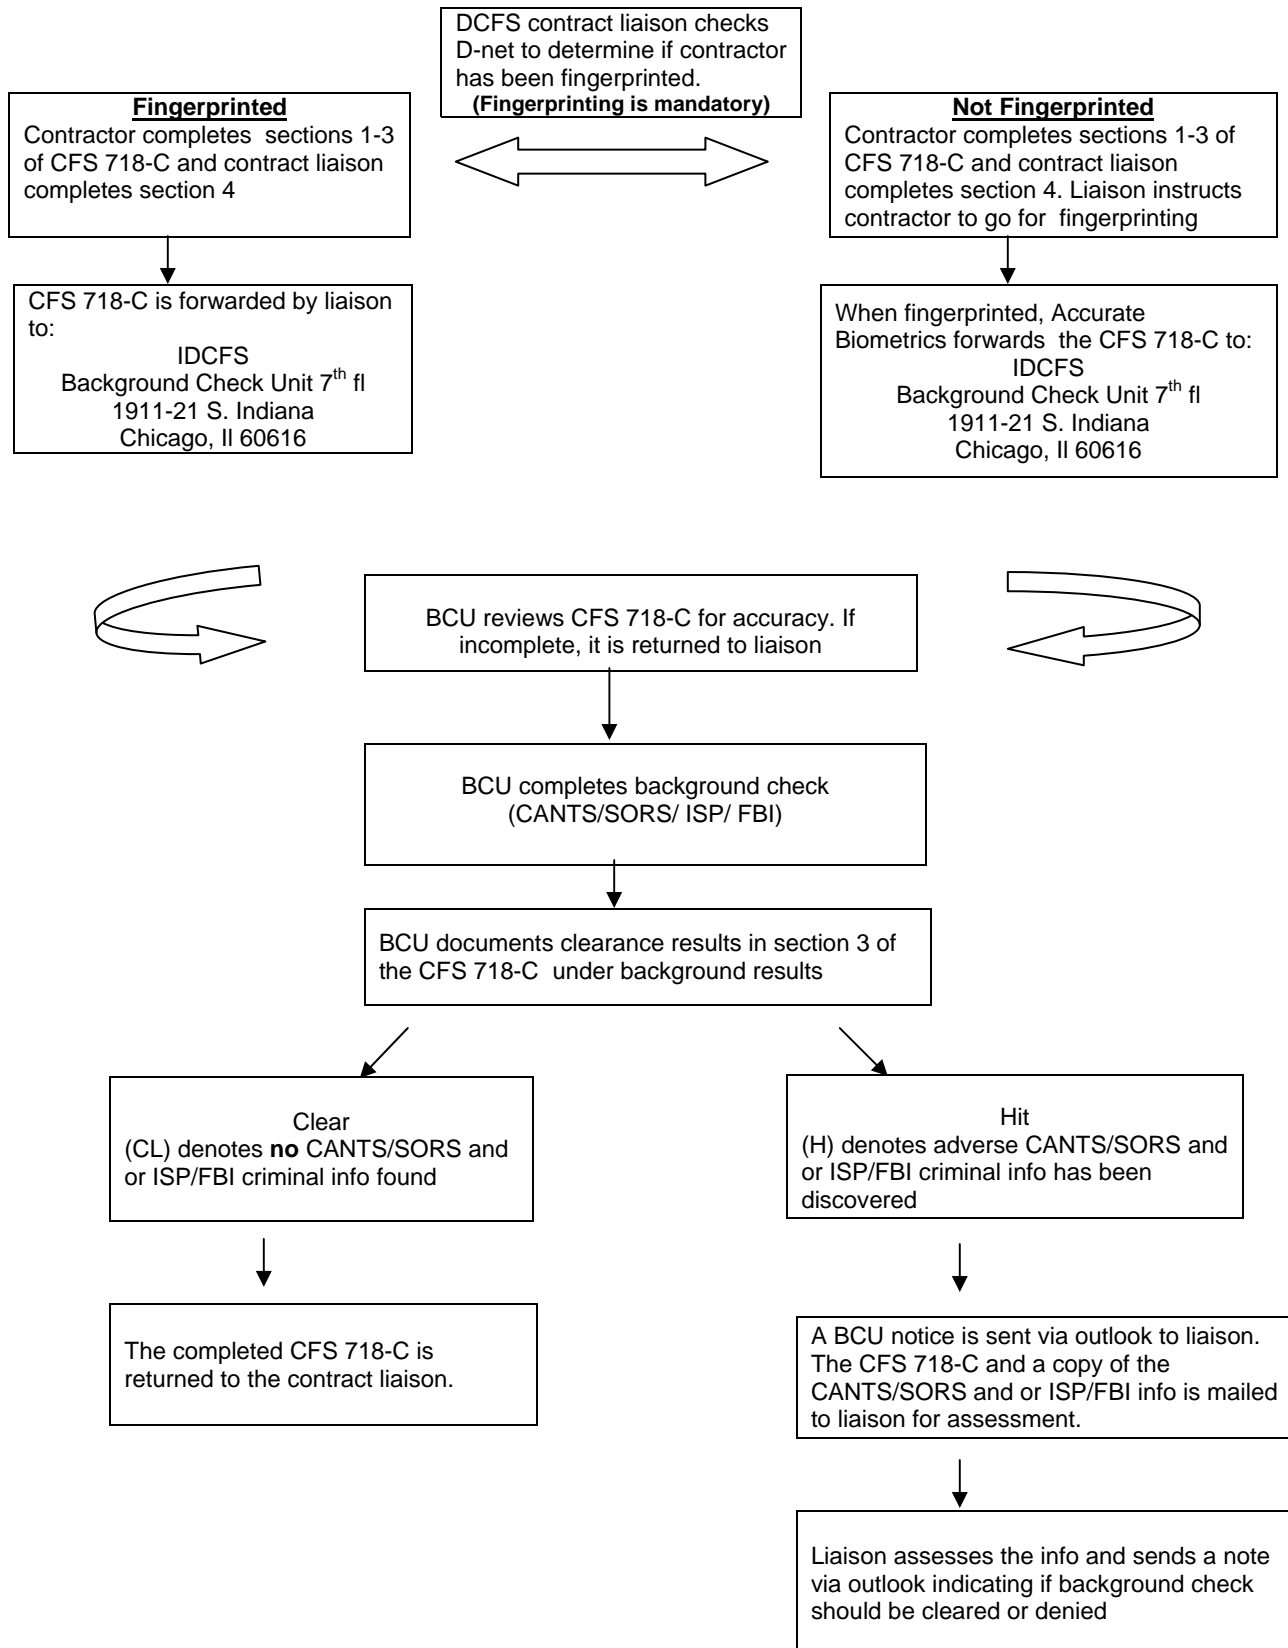 DCFS contract liaison checks
D-net to determine if contractor
has been fingerprinted.
(Fingerprinting is mandatory)
Fingerprinted
Contractor completes sections 1-3
of CFS 718-C and contract liaison
completes section 4
Not Fingerprinted
Contractor completes sections 1-3 of
CFS 718-C and contract liaison
completes section 4. Liaison instructs
contractor to go for fingerprinting
CFS 718-C is forwarded by liaison
to:
IDCFS
Background Check Unit 7th fl
1911-21 S. Indiana
Chicago, Il 60616
When fingerprinted, Accurate
Biometrics forwards the CFS 718-C to:
IDCFS
Background Check Unit 7th fl
1911-21 S. Indiana
Chicago, Il 60616
BCU reviews CFS 718-C for accuracy. If
incomplete, it is returned to liaison
BCU completes background check
(CANTS/SORS/ ISP/ FBI)
BCU documents clearance results in section 3 of
the CFS 718-C under background results
Clear
(CL) denotes no CANTS/SORS and
or ISP/FBI criminal info found
Hit
(H) denotes adverse CANTS/SORS and
or ISP/FBI criminal info has been
discovered
The completed CFS 718-C is
returned to the contract liaison.
A BCU notice is sent via outlook to liaison.
The CFS 718-C and a copy of the
CANTS/SORS and or ISP/FBI info is mailed
to liaison for assessment.
Liaison assesses the info and sends a note
via outlook indicating if background check
should be cleared or denied